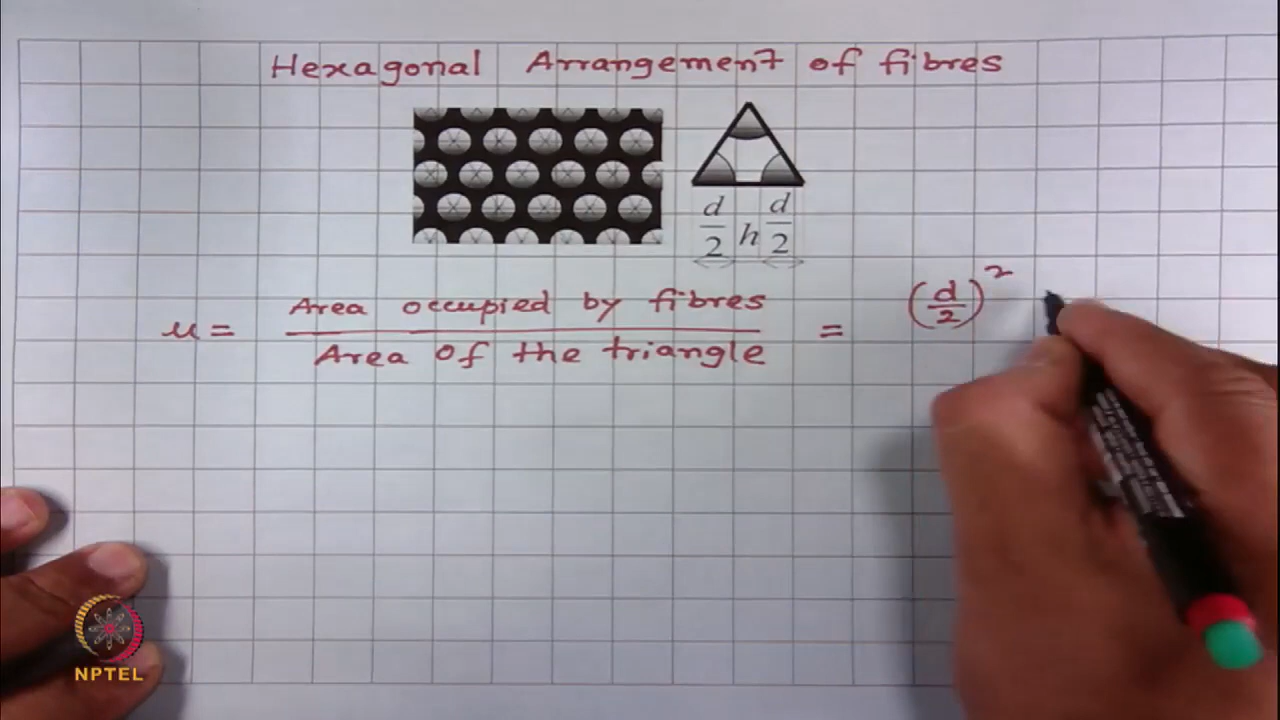 Hexagonal Arrangement of fibres
d/2 h d/2
μ = Area occupied by fibres / Area of the triangle = (d/2)²
NPTEL